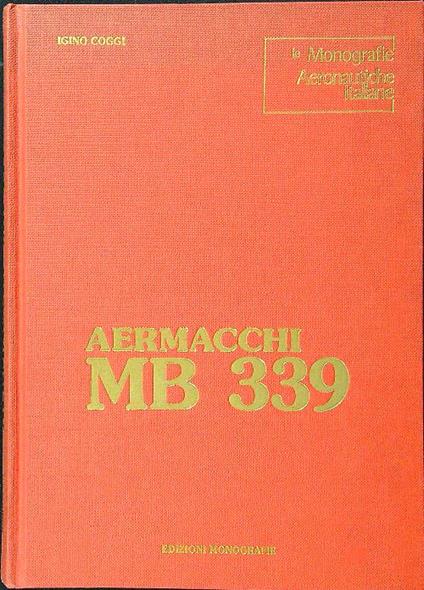 IGINO COGGI
le Monografie
Aeronautiche
Italiane
AERMACCHI
MB 339
EDIZIONI MONOGRAFIE